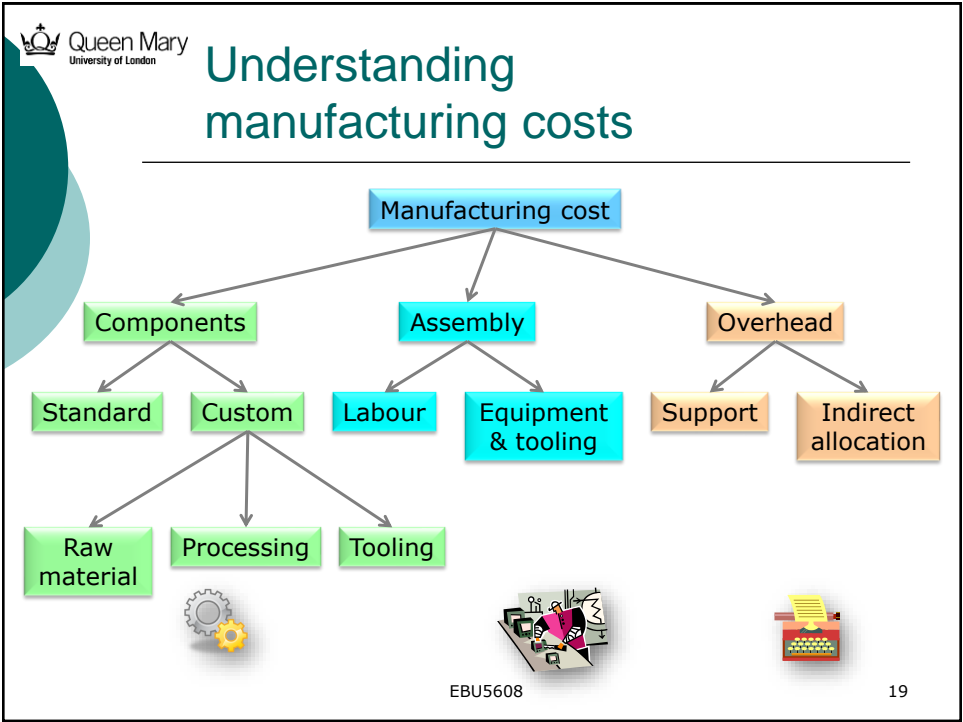 Queen Mary
University of London
Understanding
manufacturing costs
Manufacturing cost
Components
Assembly
Overhead
Standard
Custom
Labour
Equipment
& tooling
Support
Indirect
allocation
Raw
material
Processing
Tooling
EBU5608
19